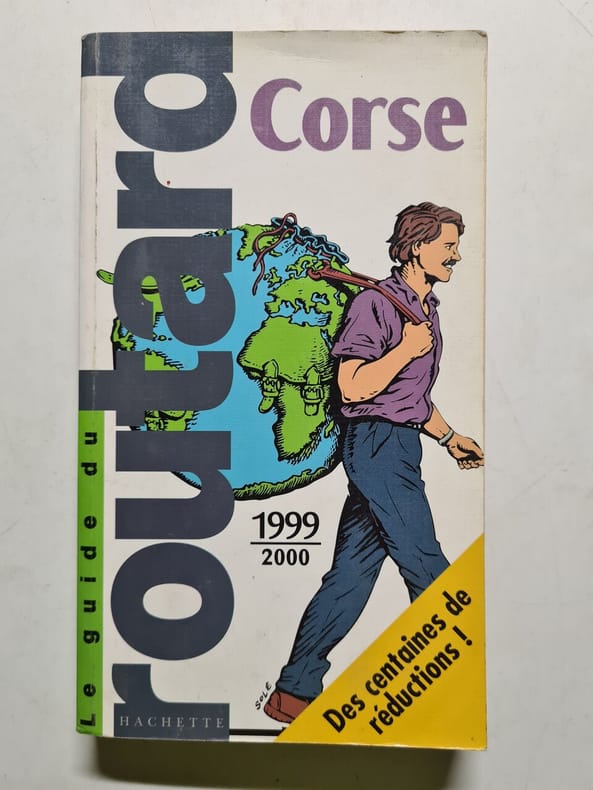 Le guide du
routard
Corse
1999
2000
Des centaines de
réductions !
SOLÉ
HACHETTE